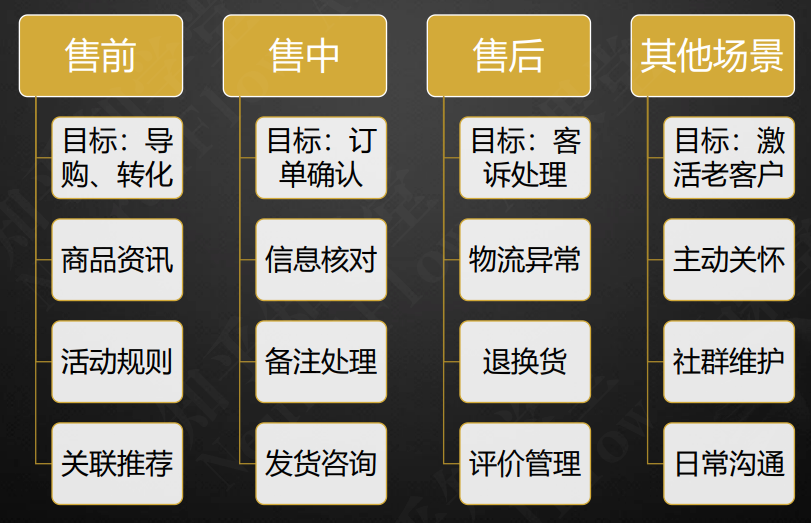 售前
目标：导
购、转化
商品资讯
活动规则
关联推荐
售中
目标：订
单确认
信息核对
备注处理
发货咨询
售后
目标：客
诉处理
物流异常
退换货
评价管理
其他场景
目标：激
活老客户
主动关怀
社群维护
日常沟通